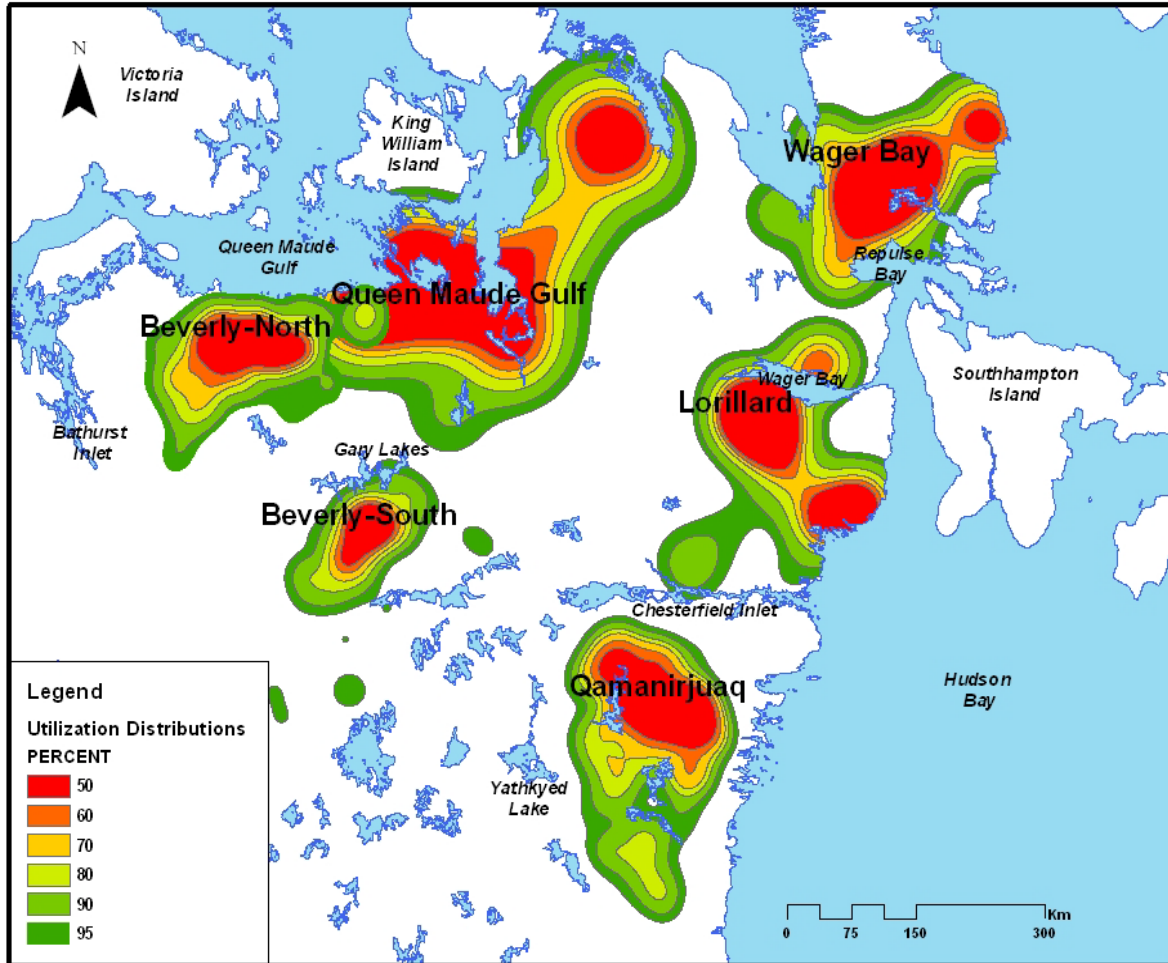 N
Victoria
Island
King
William
Island
Wager Bay
Queen Maude
Gulf
Repulse
Bay
Queen Maude Gulf
Beverly-North
Wager Bay
Southhampton
Island
Lorillard
Bathurst
Inlet
Gary Lakes
Beverly-South
Chesterfield Inlet
Qamanirjuaq
Hudson
Bay
Yathkyed
Lake
Legend
Utilization Distributions
PERCENT
50
60
70
80
90
95
Km
0 75 150 300